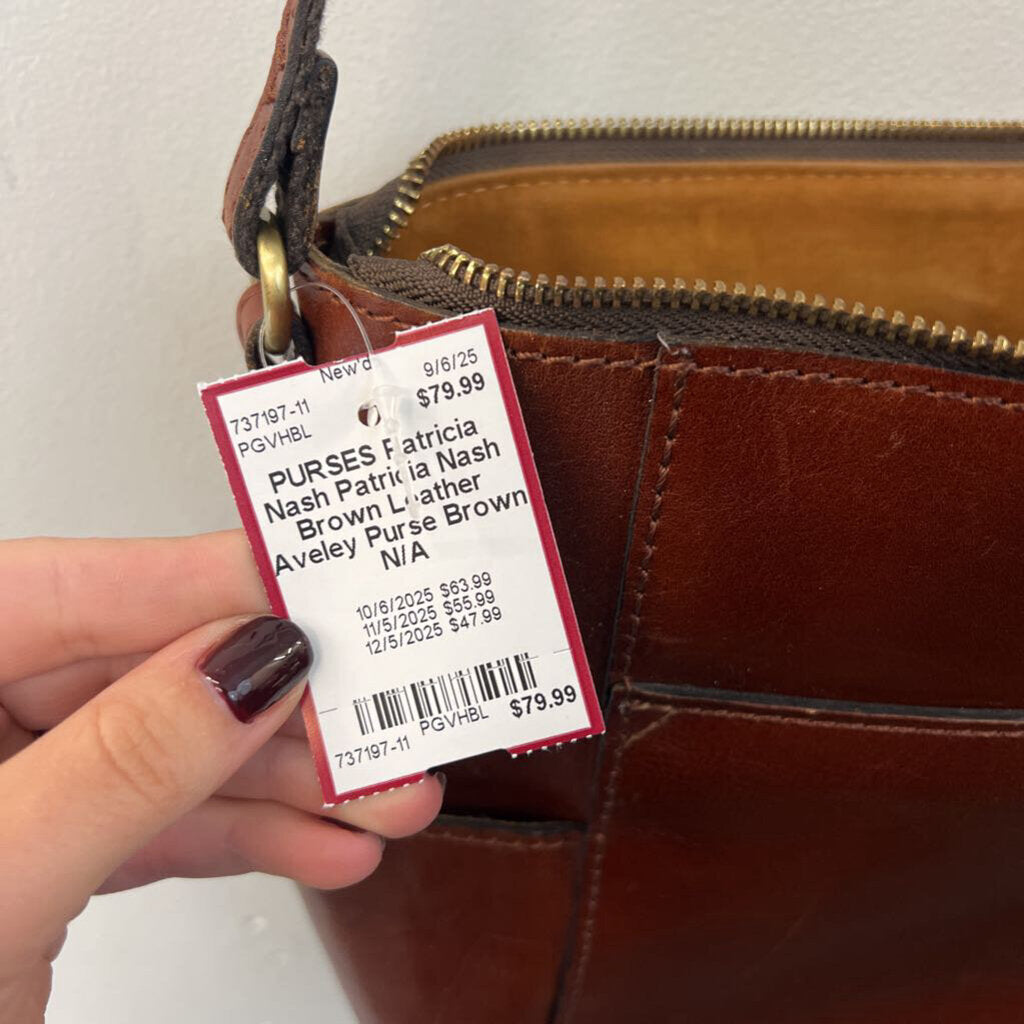 New'd 9/6/25
737197-11 $79.99
PGVHBL
PURSES Patricia
Nash Patricia Nash
Brown Leather
Aveley Purse Brown
N/A
10/6/2025 $63.99
11/5/2025 $55.99
12/5/2025 $47.99
737197-11 PGVHBL $79.99